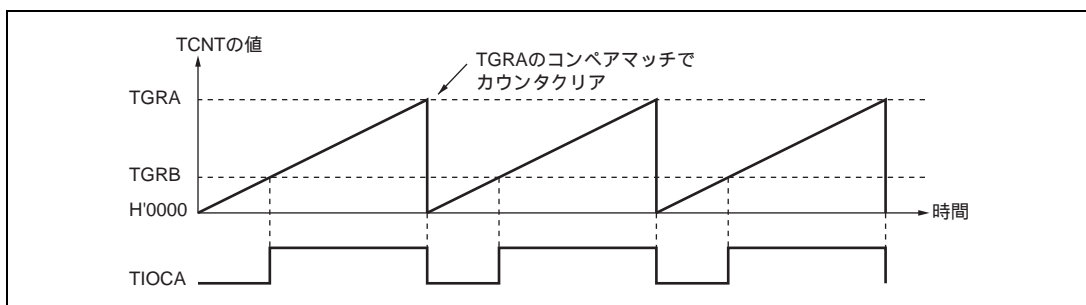 TCNTの値
TGRAのコンペアマッチで
カウンタクリア
TGRA
TGRB
H'0000
時間
TIOCA